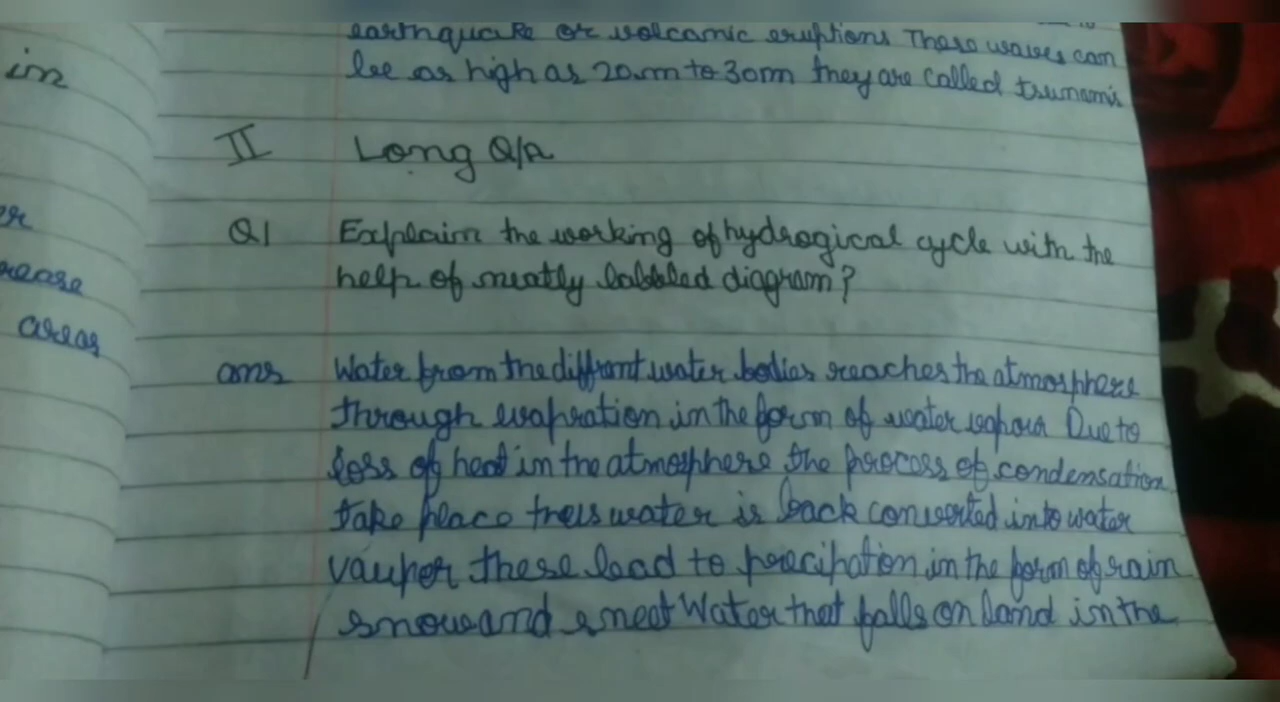 in
er
rease
areas
earthquake or volcanic eruptions These waves can
be as high as 20m to 30m they are called tsunamis
II Long Q/A
Q1 Explain the working of hydrogical cycle with the
help of neatly labbled diagram?
ans Water from the diffrant water bodies reaches the atmosphere
through evapration in the form of water vapour Due to
loss of heat in the atmosphere the process of condensation
take place water is back converted into water
vauper these lead to precipation in the form of rain
snow and Water that falls on land in the